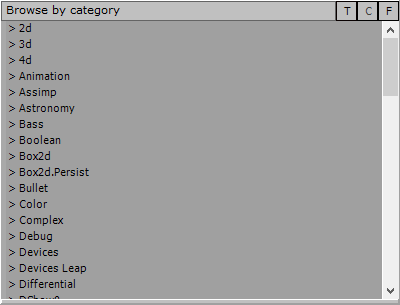 Browse by category T C F
> 2d
> 3d
> 4d
> Animation
> Assimp
> Astronomy
> Bass
> Boolean
> Box2d
> Box2d.Persist
> Bullet
> Color
> Complex
> Debug
> Devices
> Devices Leap
> Differential